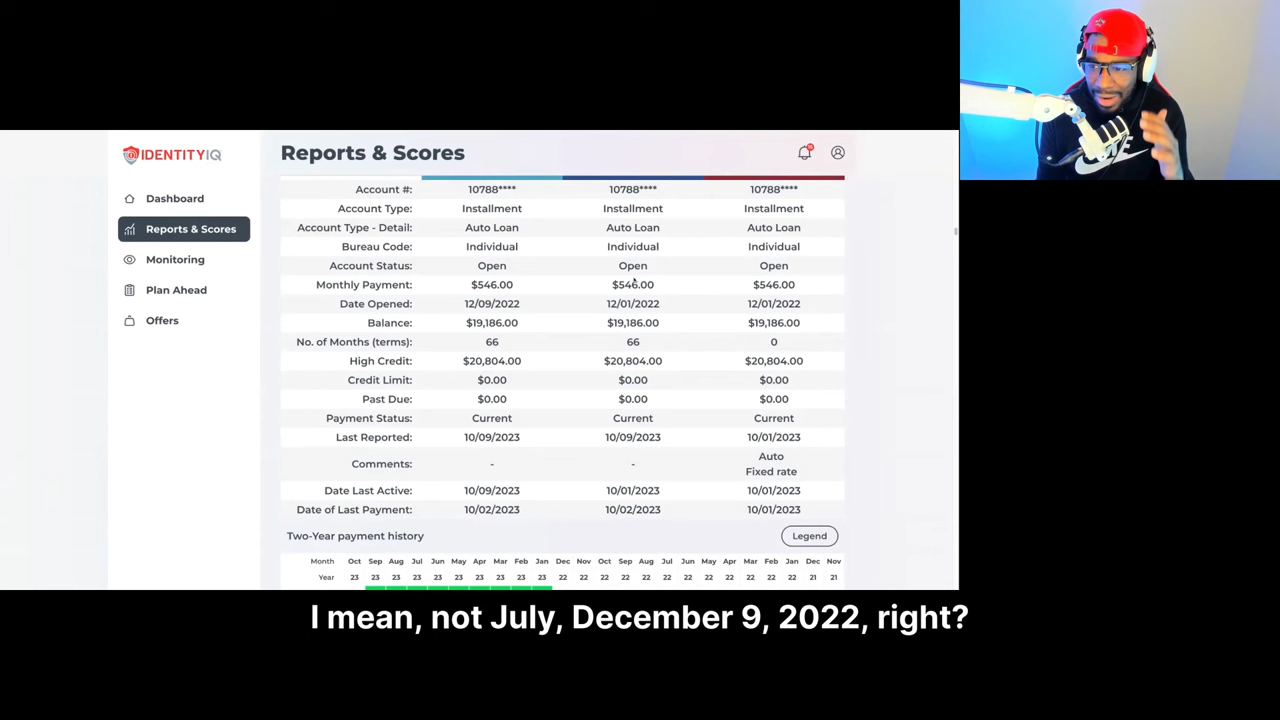 IDENTITYIQ
Reports & Scores
Dashboard
Reports & Scores
Monitoring
Plan Ahead
Offers
Account #: 10788**** 10788**** 10788****
Account Type: Installment Installment Installment
Account Type - Detail: Auto Loan Auto Loan Auto Loan
Bureau Code: Individual Individual Individual
Account Status: Open Open Open
Monthly Payment: $546.00 $546.00 $546.00
Date Opened: 12/09/2022 12/01/2022 12/01/2022
Balance: $19,186.00 $19,186.00 $19,186.00
No. of Months (terms): 66 66 0
High Credit: $20,804.00 $20,804.00 $20,804.00
Credit Limit: $0.00 $0.00 $0.00
Past Due: $0.00 $0.00 $0.00
Payment Status: Current Current Current
Last Reported: 10/09/2023 10/09/2023 10/01/2023
Comments: - - Auto
Fixed rate
Date Last Active: 10/09/2023 10/01/2023 10/01/2023
Date of Last Payment: 10/02/2023 10/02/2023 10/01/2023
Two-Year payment history Legend
Month Oct Sep Aug Jul Jun May Apr Mar Feb Jan Dec Nov Oct Sep Aug Jul Jun May Apr Mar Feb Jan Dec Nov
Year 23 23 23 23 23 23 23 23 23 23 22 22 22 22 22 22 22 22 22 22 22 22 21 21
I mean, not July, December 9, 2022, right?